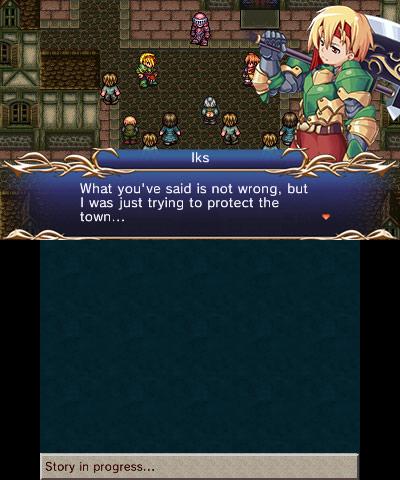 Iks
What you've said is not wrong, but
I was just trying to protect the
town...
Story in progress...